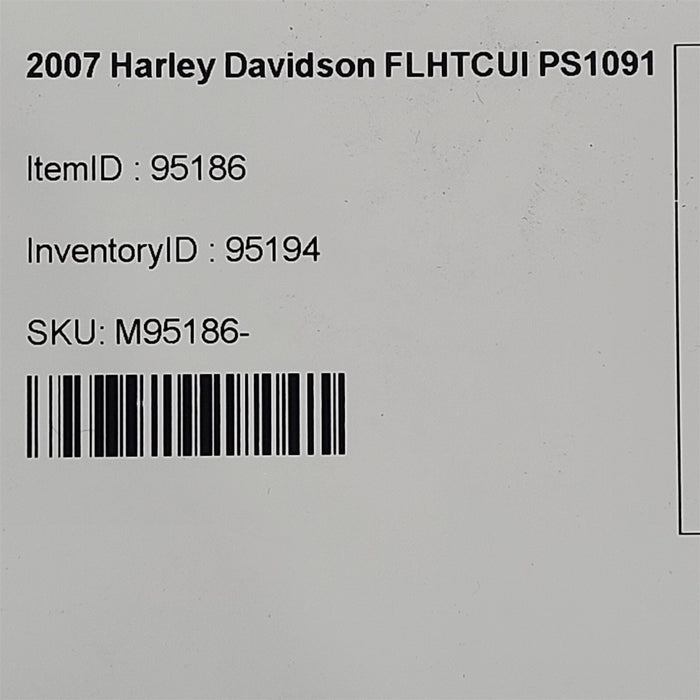 2007 Harley Davidson FLHTCUI PS1091
ItemID : 95186
InventoryID : 95194
SKU: M95186-